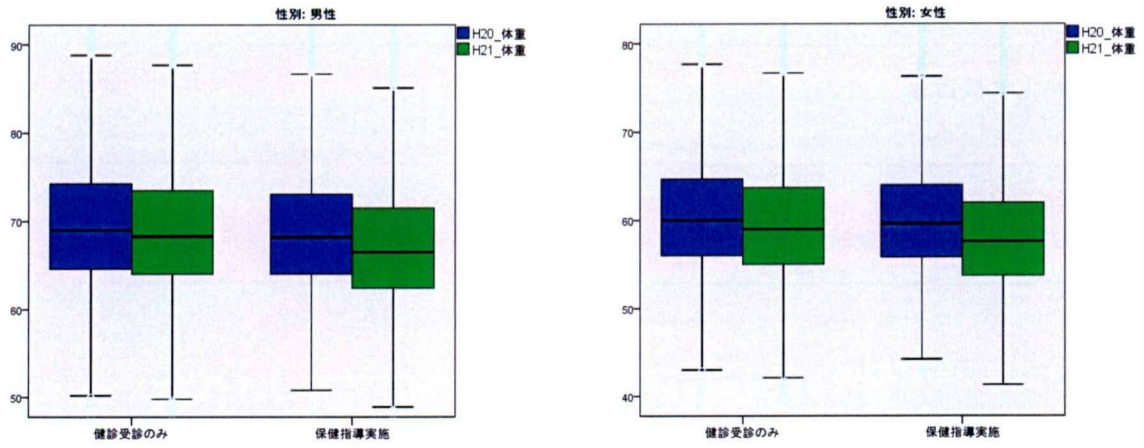 性別: 男性
H20_体重
H21_体重
90
80
70
60
50
健診受診のみ
保健指導実施
性別: 女性
H20_体重
H21_体重
80
70
60
50
40
健診受診のみ
保健指導実施